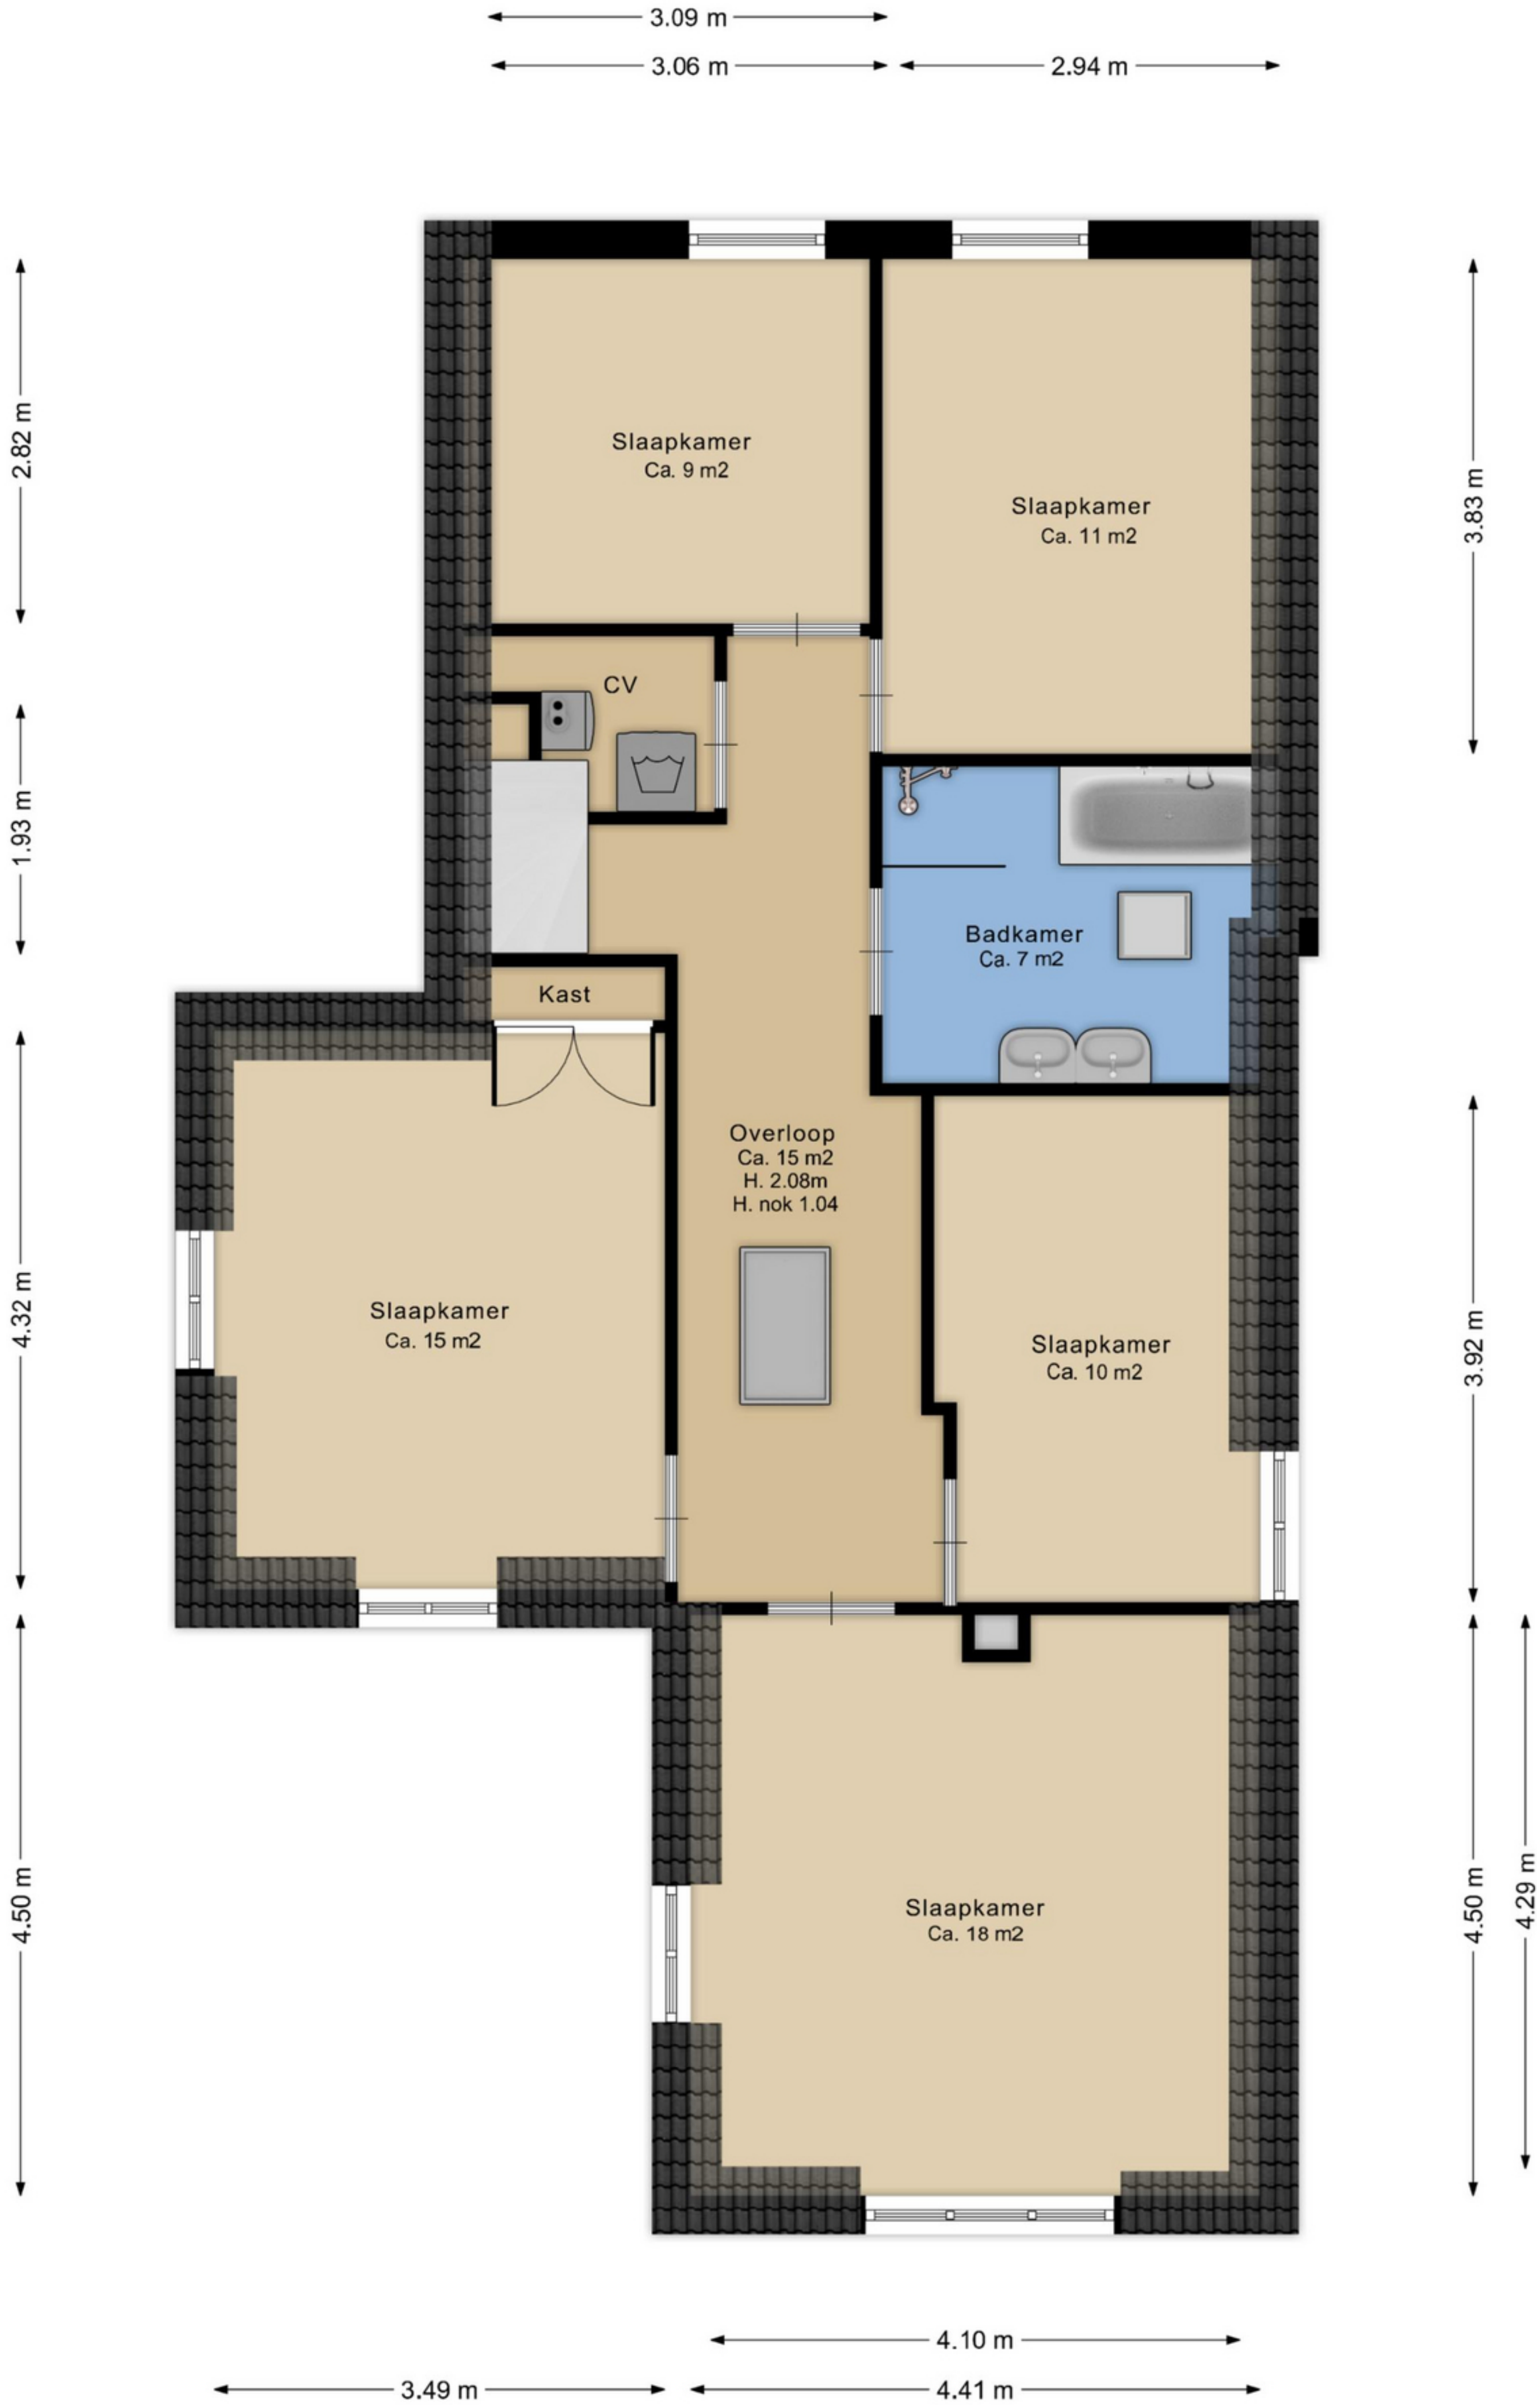 3.09 m
3.06 m
2.94 m
2.82 m
3.83 m
Slaapkamer
Ca. 9 m2
Slaapkamer
Ca. 11 m2
CV
1.93 m
Badkamer
Ca. 7 m2
Kast
Overloop
Ca. 15 m2
H. 2.08m
H. nok 1.04
4.32 m
Slaapkamer
Ca. 15 m2
Slaapkamer
Ca. 10 m2
3.92 m
4.50 m
Slaapkamer
Ca. 18 m2
4.50 m
4.29 m
4.10 m
3.49 m
4.41 m